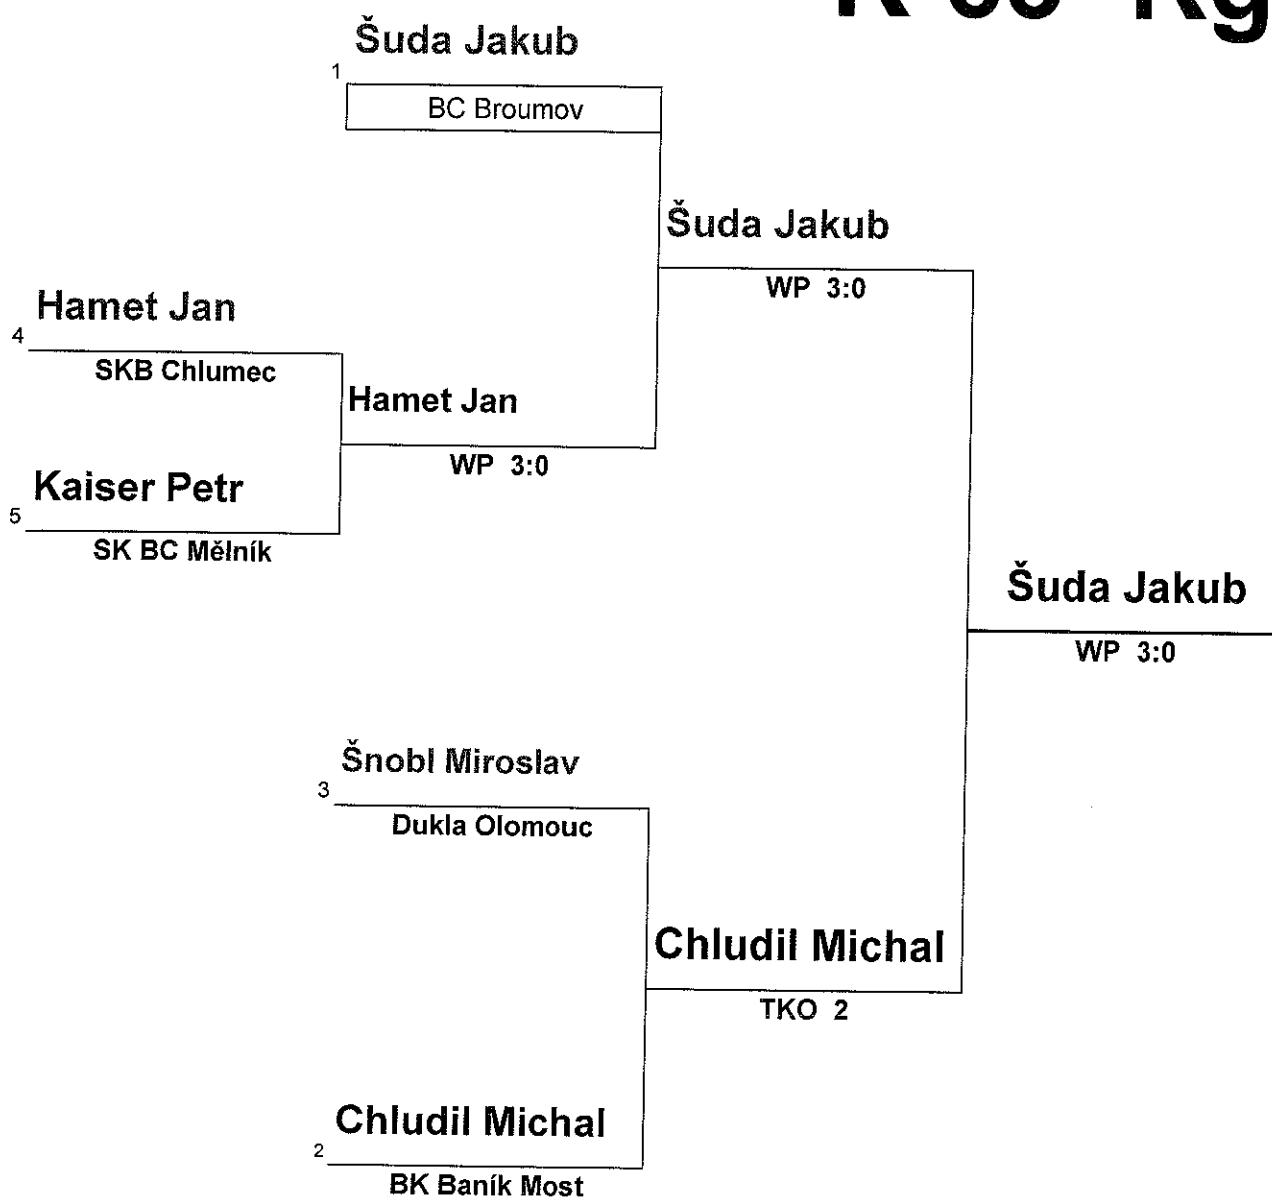 Šuda Jakub
1
BC Broumov
Šuda Jakub
WP 3:0
Hamet Jan
4
SKB Chlumec
Hamet Jan
WP 3:0
Kaiser Petr
5
SK BC Mělník
Šuda Jakub
WP 3:0
Šnobl Miroslav
3
Dukla Olomouc
Chludil Michal
TKO 2
Chludil Michal
2
BK Baník Most